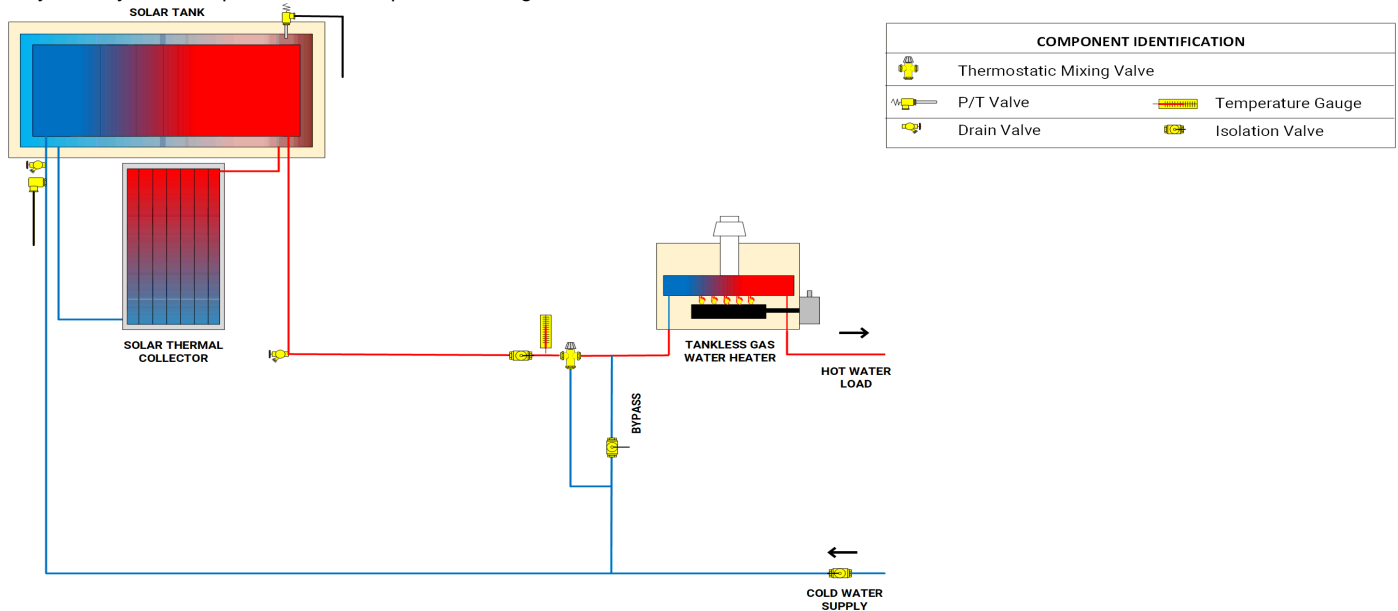 SOLAR TANK
COMPONENT IDENTIFICATION
Thermostatic Mixing Valve
P/T Valve
Temperature Gauge
Drain Valve
Isolation Valve
SOLAR THERMAL
COLLECTOR
TANKLESS GAS
WATER HEATER
HOT WATER
LOAD
BYPASS
COLD WATER
SUPPLY